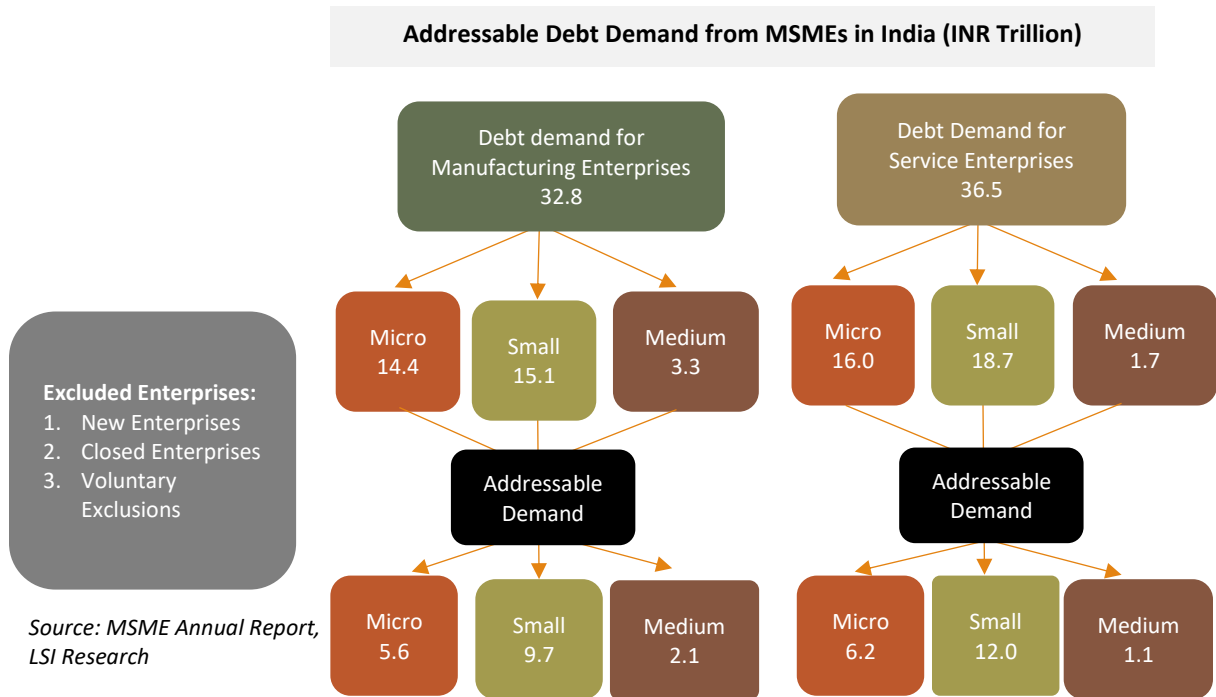 Addressable Debt Demand from MSMEs in India (INR Trillion)
Debt demand for
Manufacturing Enterprises
32.8
Debt Demand for
Service Enterprises
36.5
Micro
14.4
Small
15.1
Medium
3.3
Micro
16.0
Small
18.7
Medium
1.7
Excluded Enterprises:
1. New Enterprises
2. Closed Enterprises
3. Voluntary
Exclusions
Addressable
Demand
Addressable
Demand
Micro
5.6
Small
9.7
Medium
2.1
Micro
6.2
Small
12.0
Medium
1.1
Source: MSME Annual Report,
LSI Research